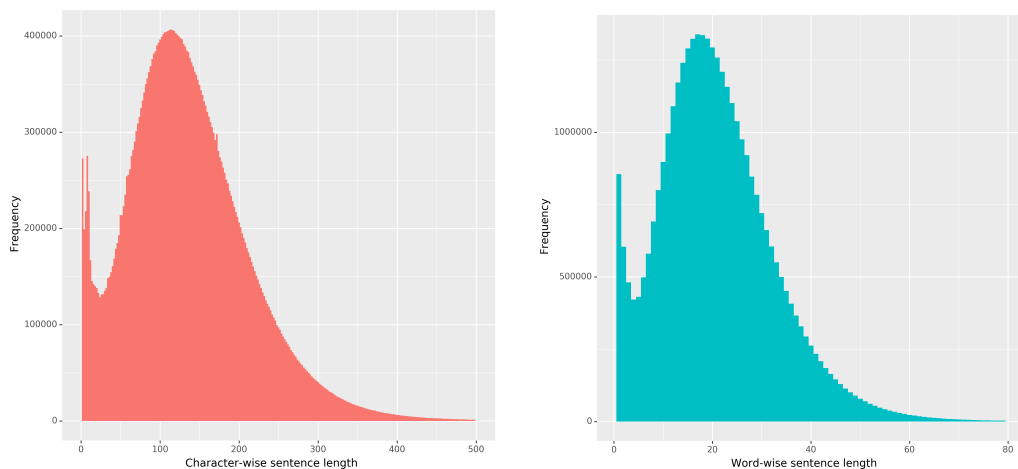 400000
300000
200000
100000
0
Frequency
0 100 200 300 400 500
Character-wise sentence length
1000000
500000
0
Frequency
0 20 40 60 80
Word-wise sentence length